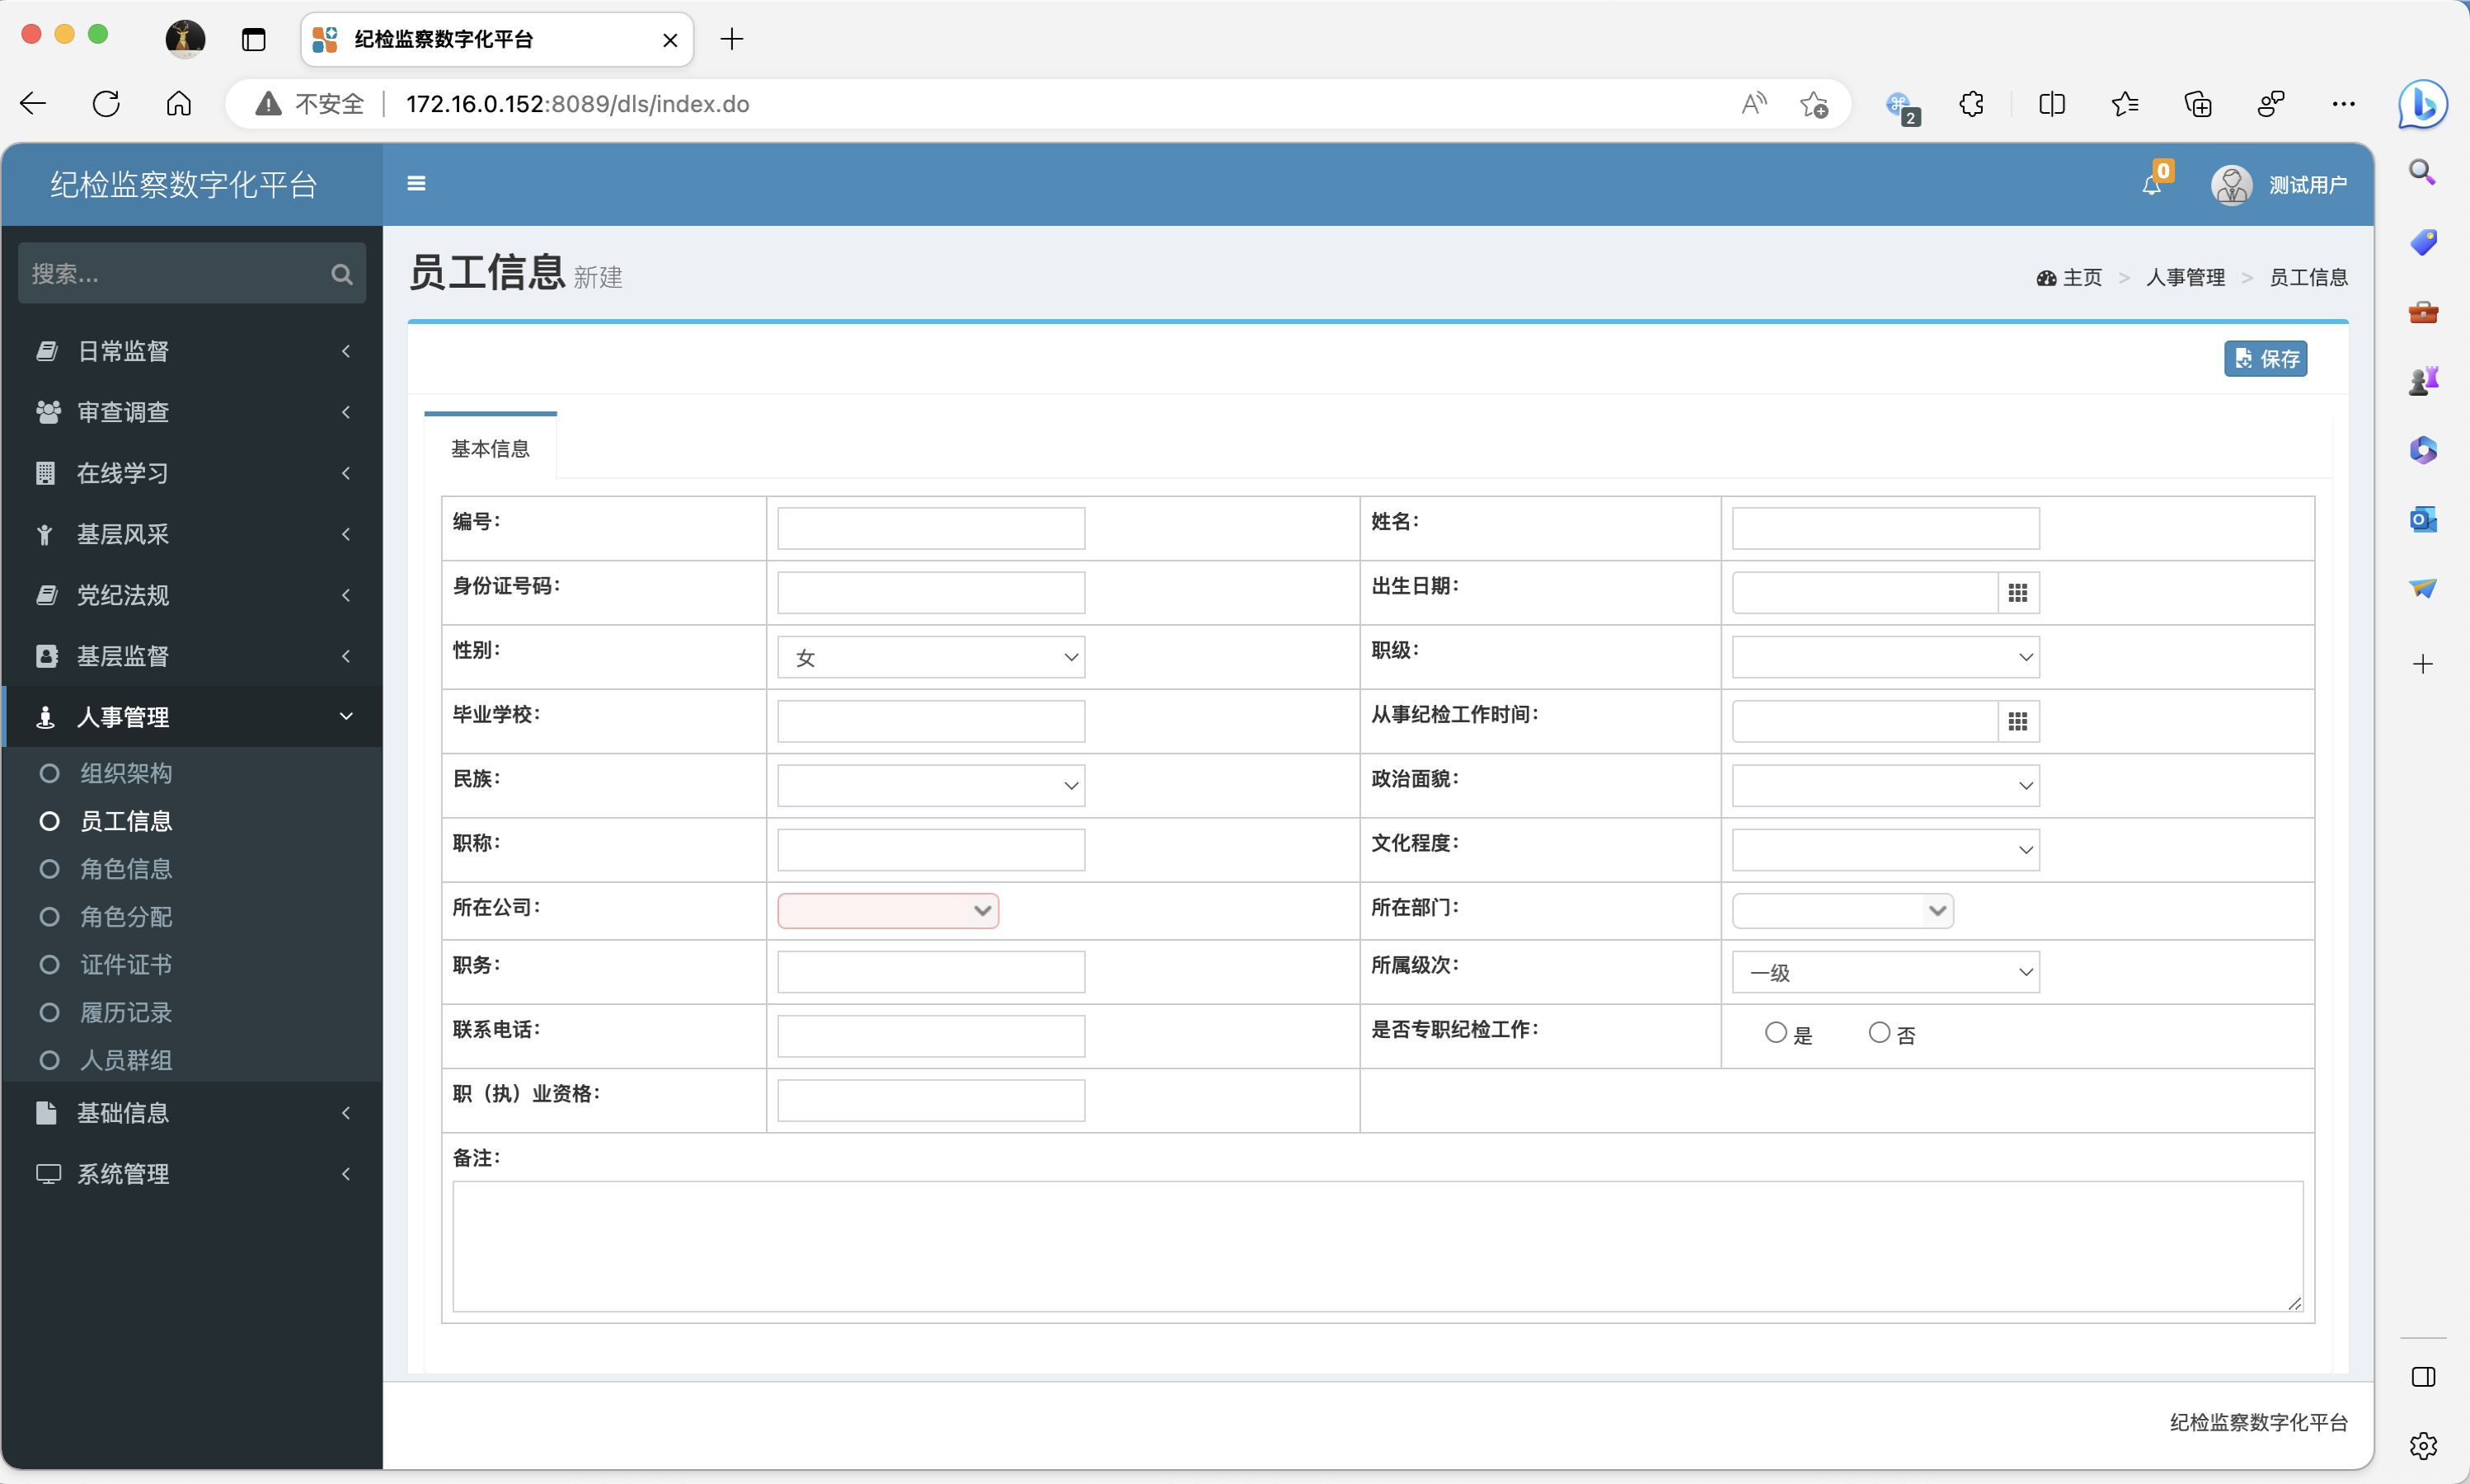 纪检监察数字化平台
不安全 172.16.0.152:8089/dls/index.do
2
纪检监察数字化平台
0
测试用户
搜索...
日常监督
审查调查
在线学习
基层风采
党纪法规
基层监督
人事管理
组织架构
员工信息
角色信息
角色分配
证件证书
履历记录
人员群组
基础信息
系统管理
员工信息 新建
主页 > 人事管理 > 员工信息
保存
基本信息
编号:
姓名:
身份证号码:
出生日期:
性别: 女
职级:
毕业学校:
从事纪检工作时间:
民族:
政治面貌:
职称:
文化程度:
所在公司:
所在部门:
职务:
所属级次: 一级
联系电话:
是否专职纪检工作: 是 否
职（执）业资格:
备注:
纪检监察数字化平台